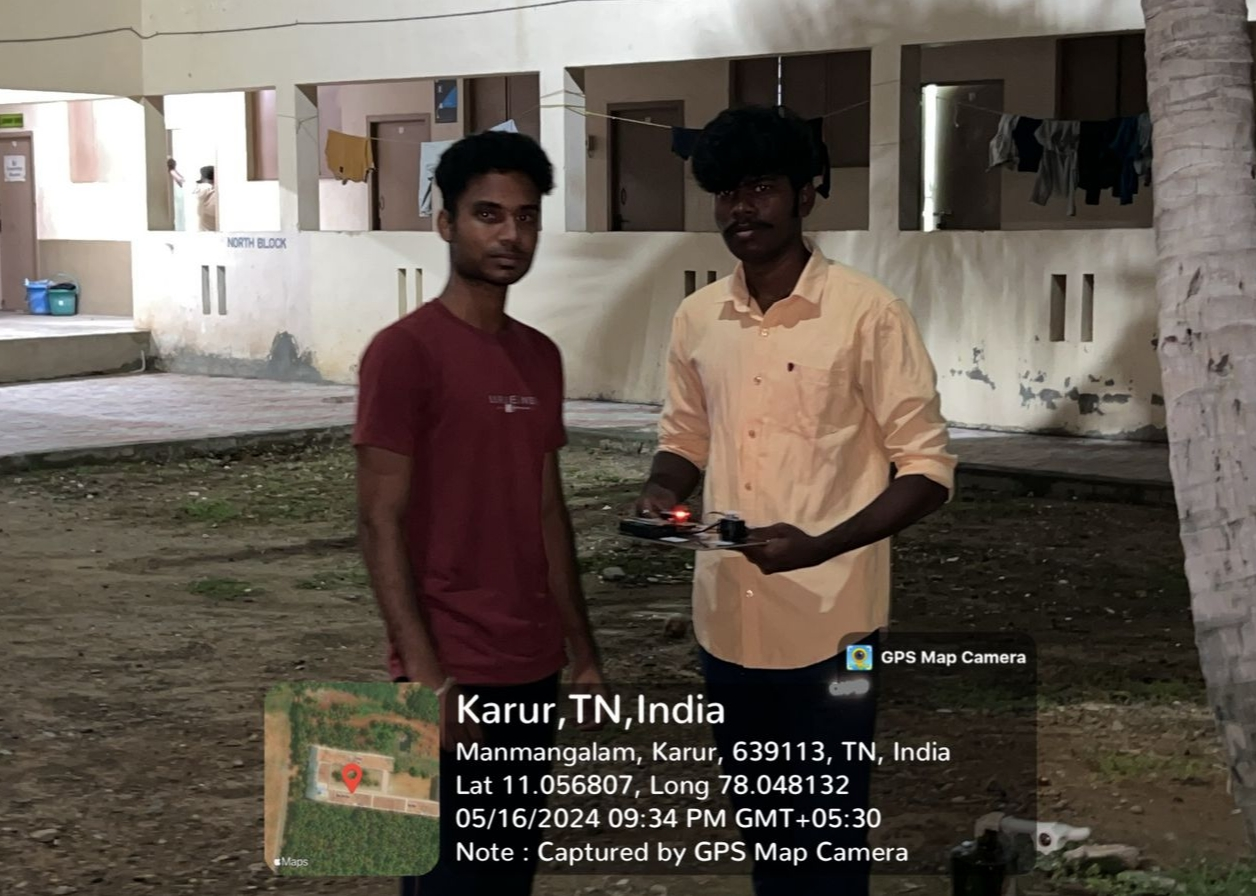 NORTH BLOCK
GPS Map Camera
Karur,TN,India
Manmangalam, Karur, 639113, TN, India
Lat 11.056807, Long 78.048132
05/16/2024 09:34 PM GMT+05:30
Note : Captured by GPS Map Camera
Maps